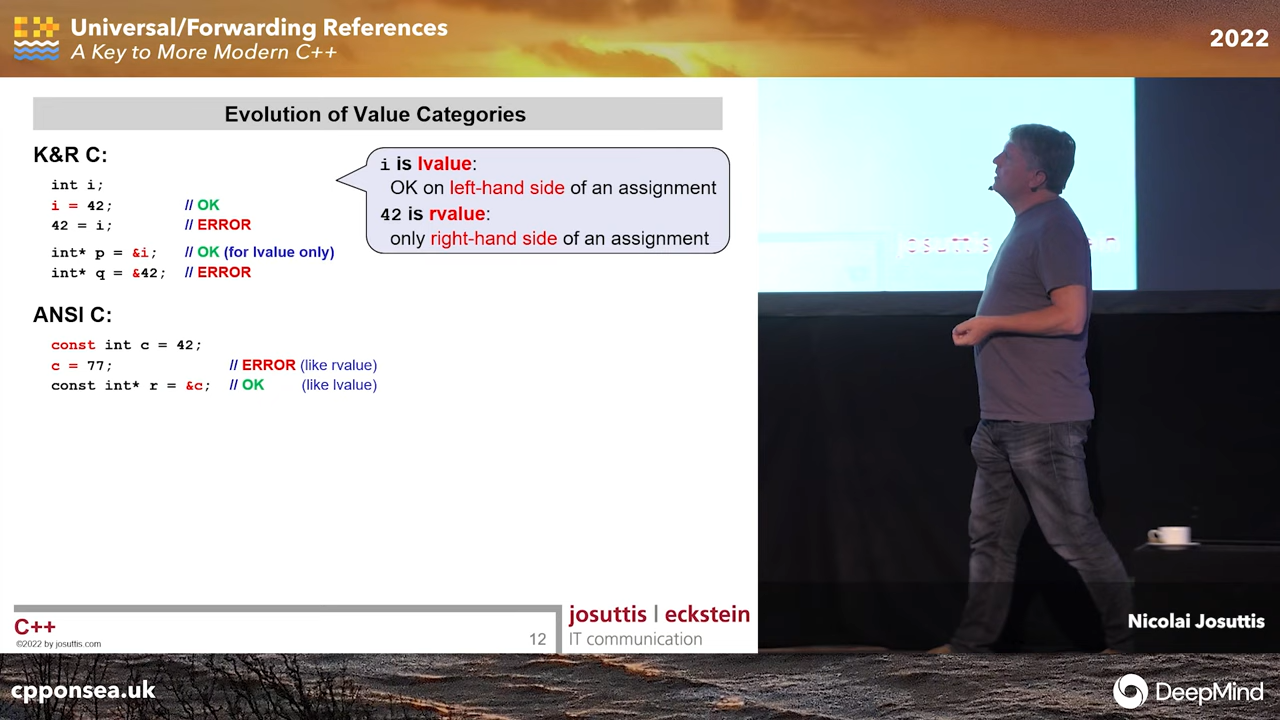 Universal/Forwarding References
A Key to More Modern C++
2022
Evolution of Value Categories
K&R C:
int i;
i = 42; // OK
42 = i; // ERROR
int* p = &i; // OK (for lvalue only)
int* q = &42; // ERROR
i is lvalue:
OK on left-hand side of an assignment
42 is rvalue:
only right-hand side of an assignment
ANSI C:
const int c = 42;
c = 77; // ERROR (like rvalue)
const int* r = &c; // OK (like lvalue)
C++
©2022 by josuttis.com
12
josuttis | eckstein
IT communication
josuttis
Nicolai Josuttis
cpponsea.uk
DeepMind